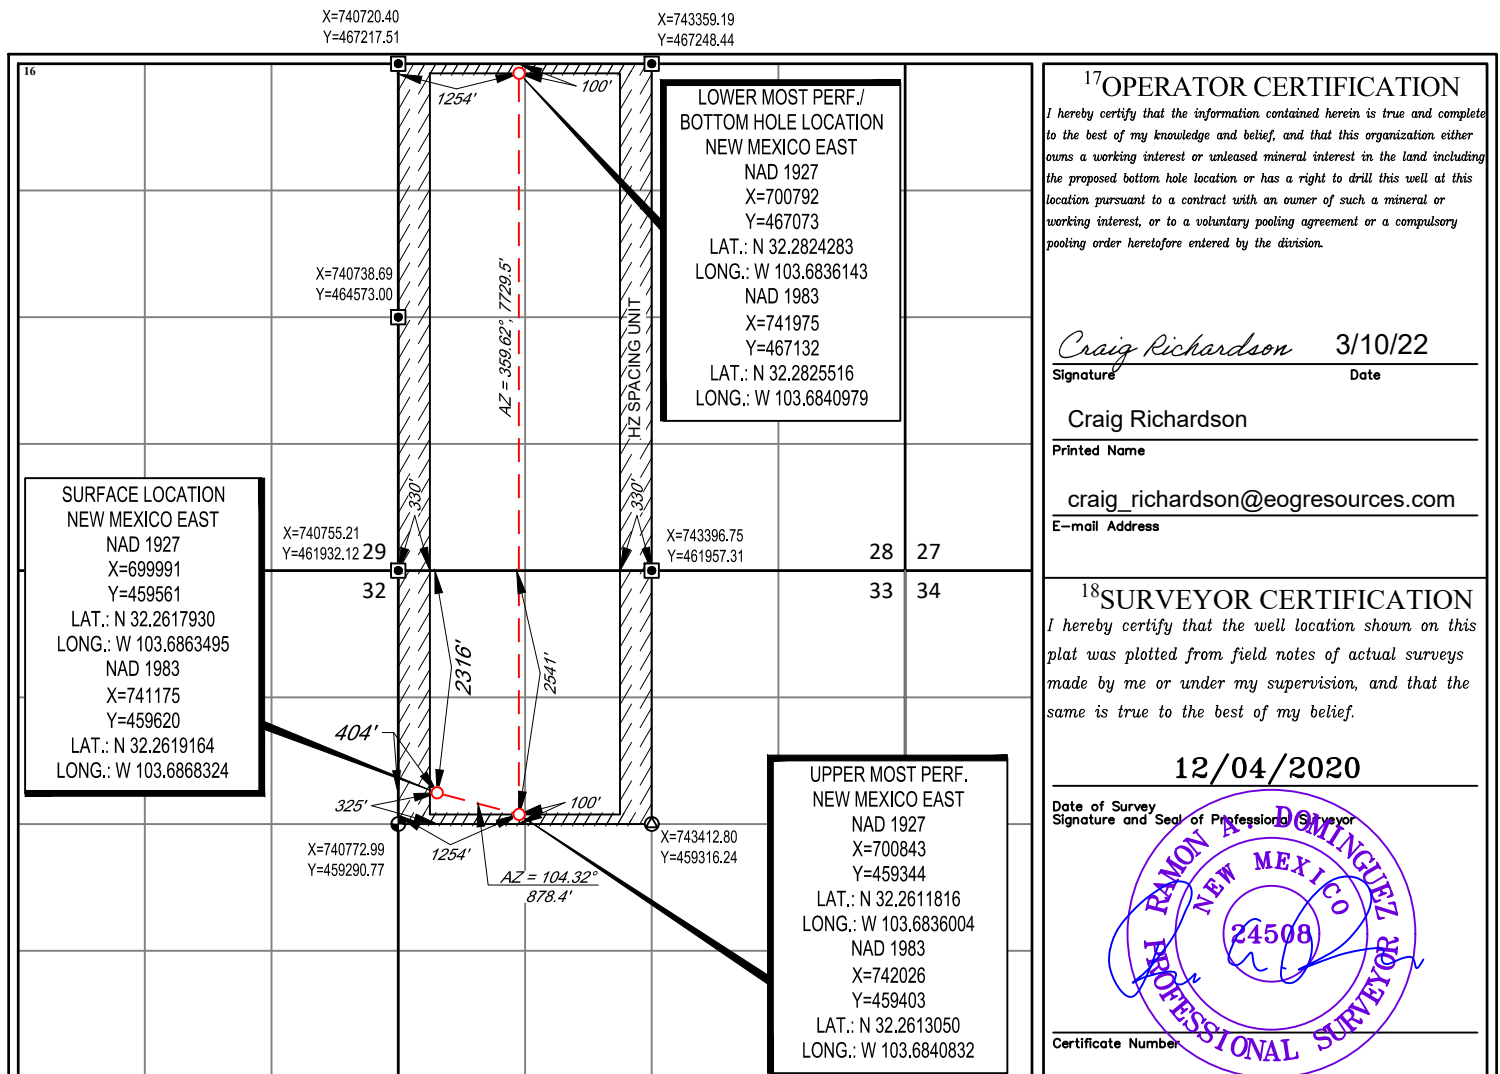 X=740720.40
Y=467217.51
X=743359.19
Y=467248.44
16
1254'
100'
LOWER MOST PERF./
BOTTOM HOLE LOCATION
NEW MEXICO EAST
NAD 1927
X=700792
Y=467073
LAT.: N 32.2824283
LONG.: W 103.6836143
NAD 1983
X=741975
Y=467132
LAT.: N 32.2825516
LONG.: W 103.6840979
X=740738.69
Y=464573.00
AZ = 359.62°, 7729.5'
HZ SPACING UNIT
330'
330'
SURFACE LOCATION
NEW MEXICO EAST
NAD 1927
X=699991
Y=459561
LAT.: N 32.2617930
LONG.: W 103.6863495
NAD 1983
X=741175
Y=459620
LAT.: N 32.2619164
LONG.: W 103.6868324
X=740755.21
Y=461932.12
29
32
X=743396.75
Y=461957.31
28
27
33
34
2316'
2541'
404'
325'
1254'
100'
AZ = 104.32°
878.4'
X=740772.99
Y=459290.77
X=743412.80
Y=459316.24
UPPER MOST PERF.
NEW MEXICO EAST
NAD 1927
X=700843
Y=459344
LAT.: N 32.2611816
LONG.: W 103.6836004
NAD 1983
X=742026
Y=459403
LAT.: N 32.2613050
LONG.: W 103.6840832
17 OPERATOR CERTIFICATION
I hereby certify that the information contained herein is true and complete
to the best of my knowledge and belief, and that this organization either
owns a working interest or unleased mineral interest in the land including
the proposed bottom hole location or has a right to drill this well at this
location pursuant to a contract with an owner of such a mineral or
working interest, or to a voluntary pooling agreement or a compulsory
pooling order heretofore entered by the division.
Craig Richardson 3/10/22
Signature Date
Craig Richardson
Printed Name
craig_richardson@eogresources.com
E-mail Address
18 SURVEYOR CERTIFICATION
I hereby certify that the well location shown on this
plat was plotted from field notes of actual surveys
made by me or under my supervision, and that the
same is true to the best of my belief.
12/04/2020
Date of Survey
Signature and Seal of Professional Surveyor
RAMON A. DOMINGUEZ
NEW MEXICO
24508
PROFESSIONAL SURVEYOR
Certificate Number